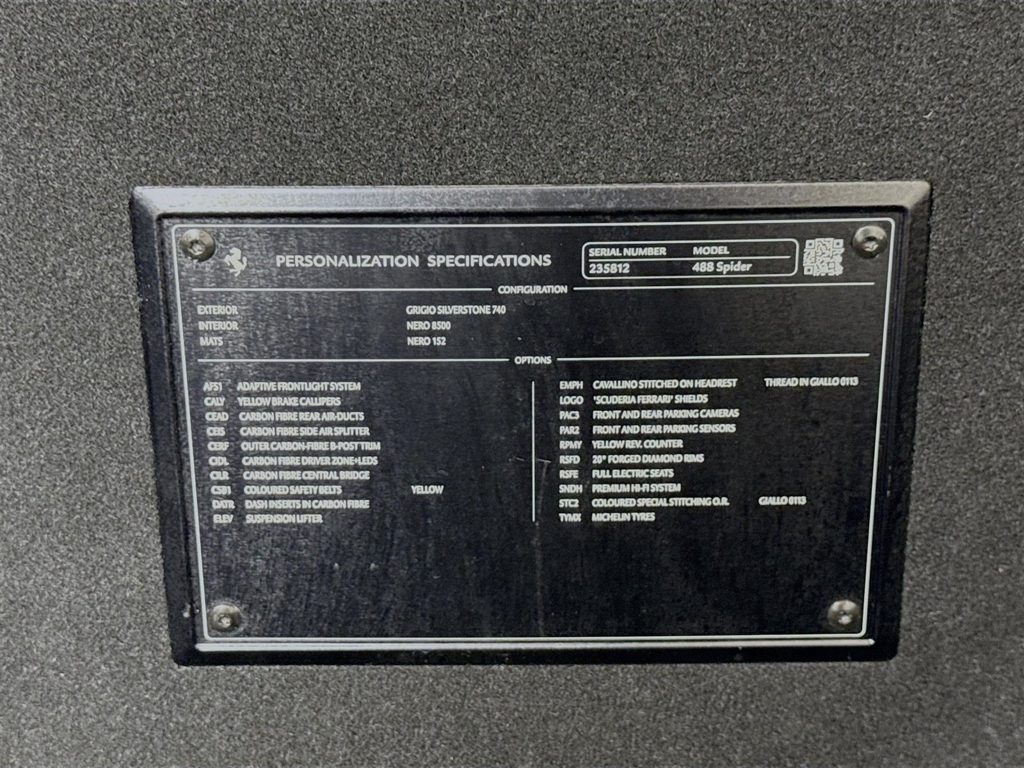 PERSONALIZATION SPECIFICATIONS
SERIAL NUMBER MODEL
235812 488 Spider
CONFIGURATION
EXTERIOR GRIGIO SILVERSTONE 740
INTERIOR NERO 8500
MATS NERO 152
OPTIONS
AFS1 ADAPTIVE FRONTLIGHT SYSTEM
CALY YELLOW BRAKE CALLIPERS
CEAD CARBON FIBRE REAR AIR-DUCTS
CEIS CARBON FIBRE SIDE AIR SPLITTER
CERF OUTER CARBON-FIBRE B-POST TRIM
CIDL CARBON FIBRE DRIVER ZONE+LEDS
CILR CARBON FIBRE CENTRAL BRIDGE
CSB1 COLOURED SAFETY BELTS YELLOW
DATR DASH INSERTS IN CARBON FIBRE
ELEV SUSPENSION LIFTER
EMPH CAVALLINO STITCHED ON HEADREST THREAD IN GIALLO 0113
LOGO 'SCUDERIA FERRARI' SHIELDS
PAC3 FRONT AND REAR PARKING CAMERAS
PAR2 FRONT AND REAR PARKING SENSORS
RPMY YELLOW REV. COUNTER
RSFD 20" FORGED DIAMOND RIMS
RSFE FULL ELECTRIC SEATS
SNDH PREMIUM HI-FI SYSTEM
STC2 COLOURED SPECIAL STITCHING O.R. GIALLO 0113
TYMX MICHELIN TYRES